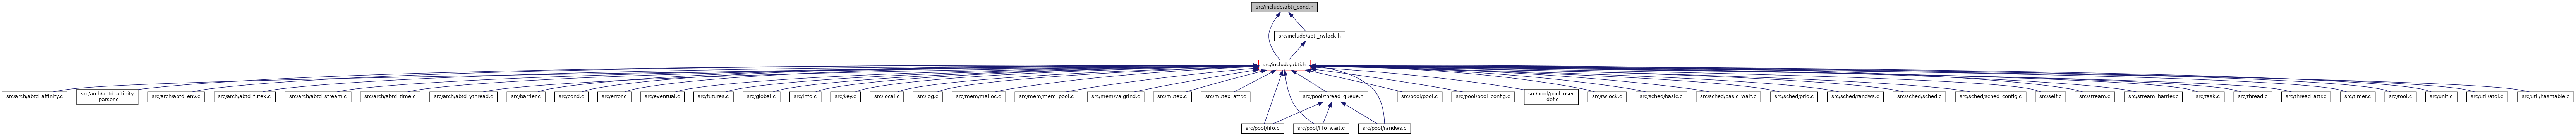 src/include/abti_cond.h
src/include/abti_rwlock.h
src/include/abti.h
src/arch/abtd_affinity.c
src/arch/abtd_affinity
_parser.c
src/arch/abtd_env.c
src/arch/abtd_futex.c
src/arch/abtd_stream.c
src/arch/abtd_time.c
src/arch/abtd_ythread.c
src/barrier.c
src/cond.c
src/error.c
src/eventual.c
src/futures.c
src/global.c
src/info.c
src/key.c
src/local.c
src/log.c
src/mem/malloc.c
src/mem/mem_pool.c
src/mem/valgrind.c
src/mutex.c
src/mutex_attr.c
src/pool/thread_queue.h
src/pool/pool.c
src/pool/pool_config.c
src/pool/pool_user
_def.c
src/rwlock.c
src/sched/basic.c
src/sched/basic_wait.c
src/sched/prio.c
src/sched/randws.c
src/sched/sched.c
src/sched/sched_config.c
src/self.c
src/stream.c
src/stream_barrier.c
src/task.c
src/thread.c
src/thread_attr.c
src/timer.c
src/tool.c
src/unit.c
src/util/atoi.c
src/util/hashtable.c
src/pool/fifo.c
src/pool/fifo_wait.c
src/pool/randws.c